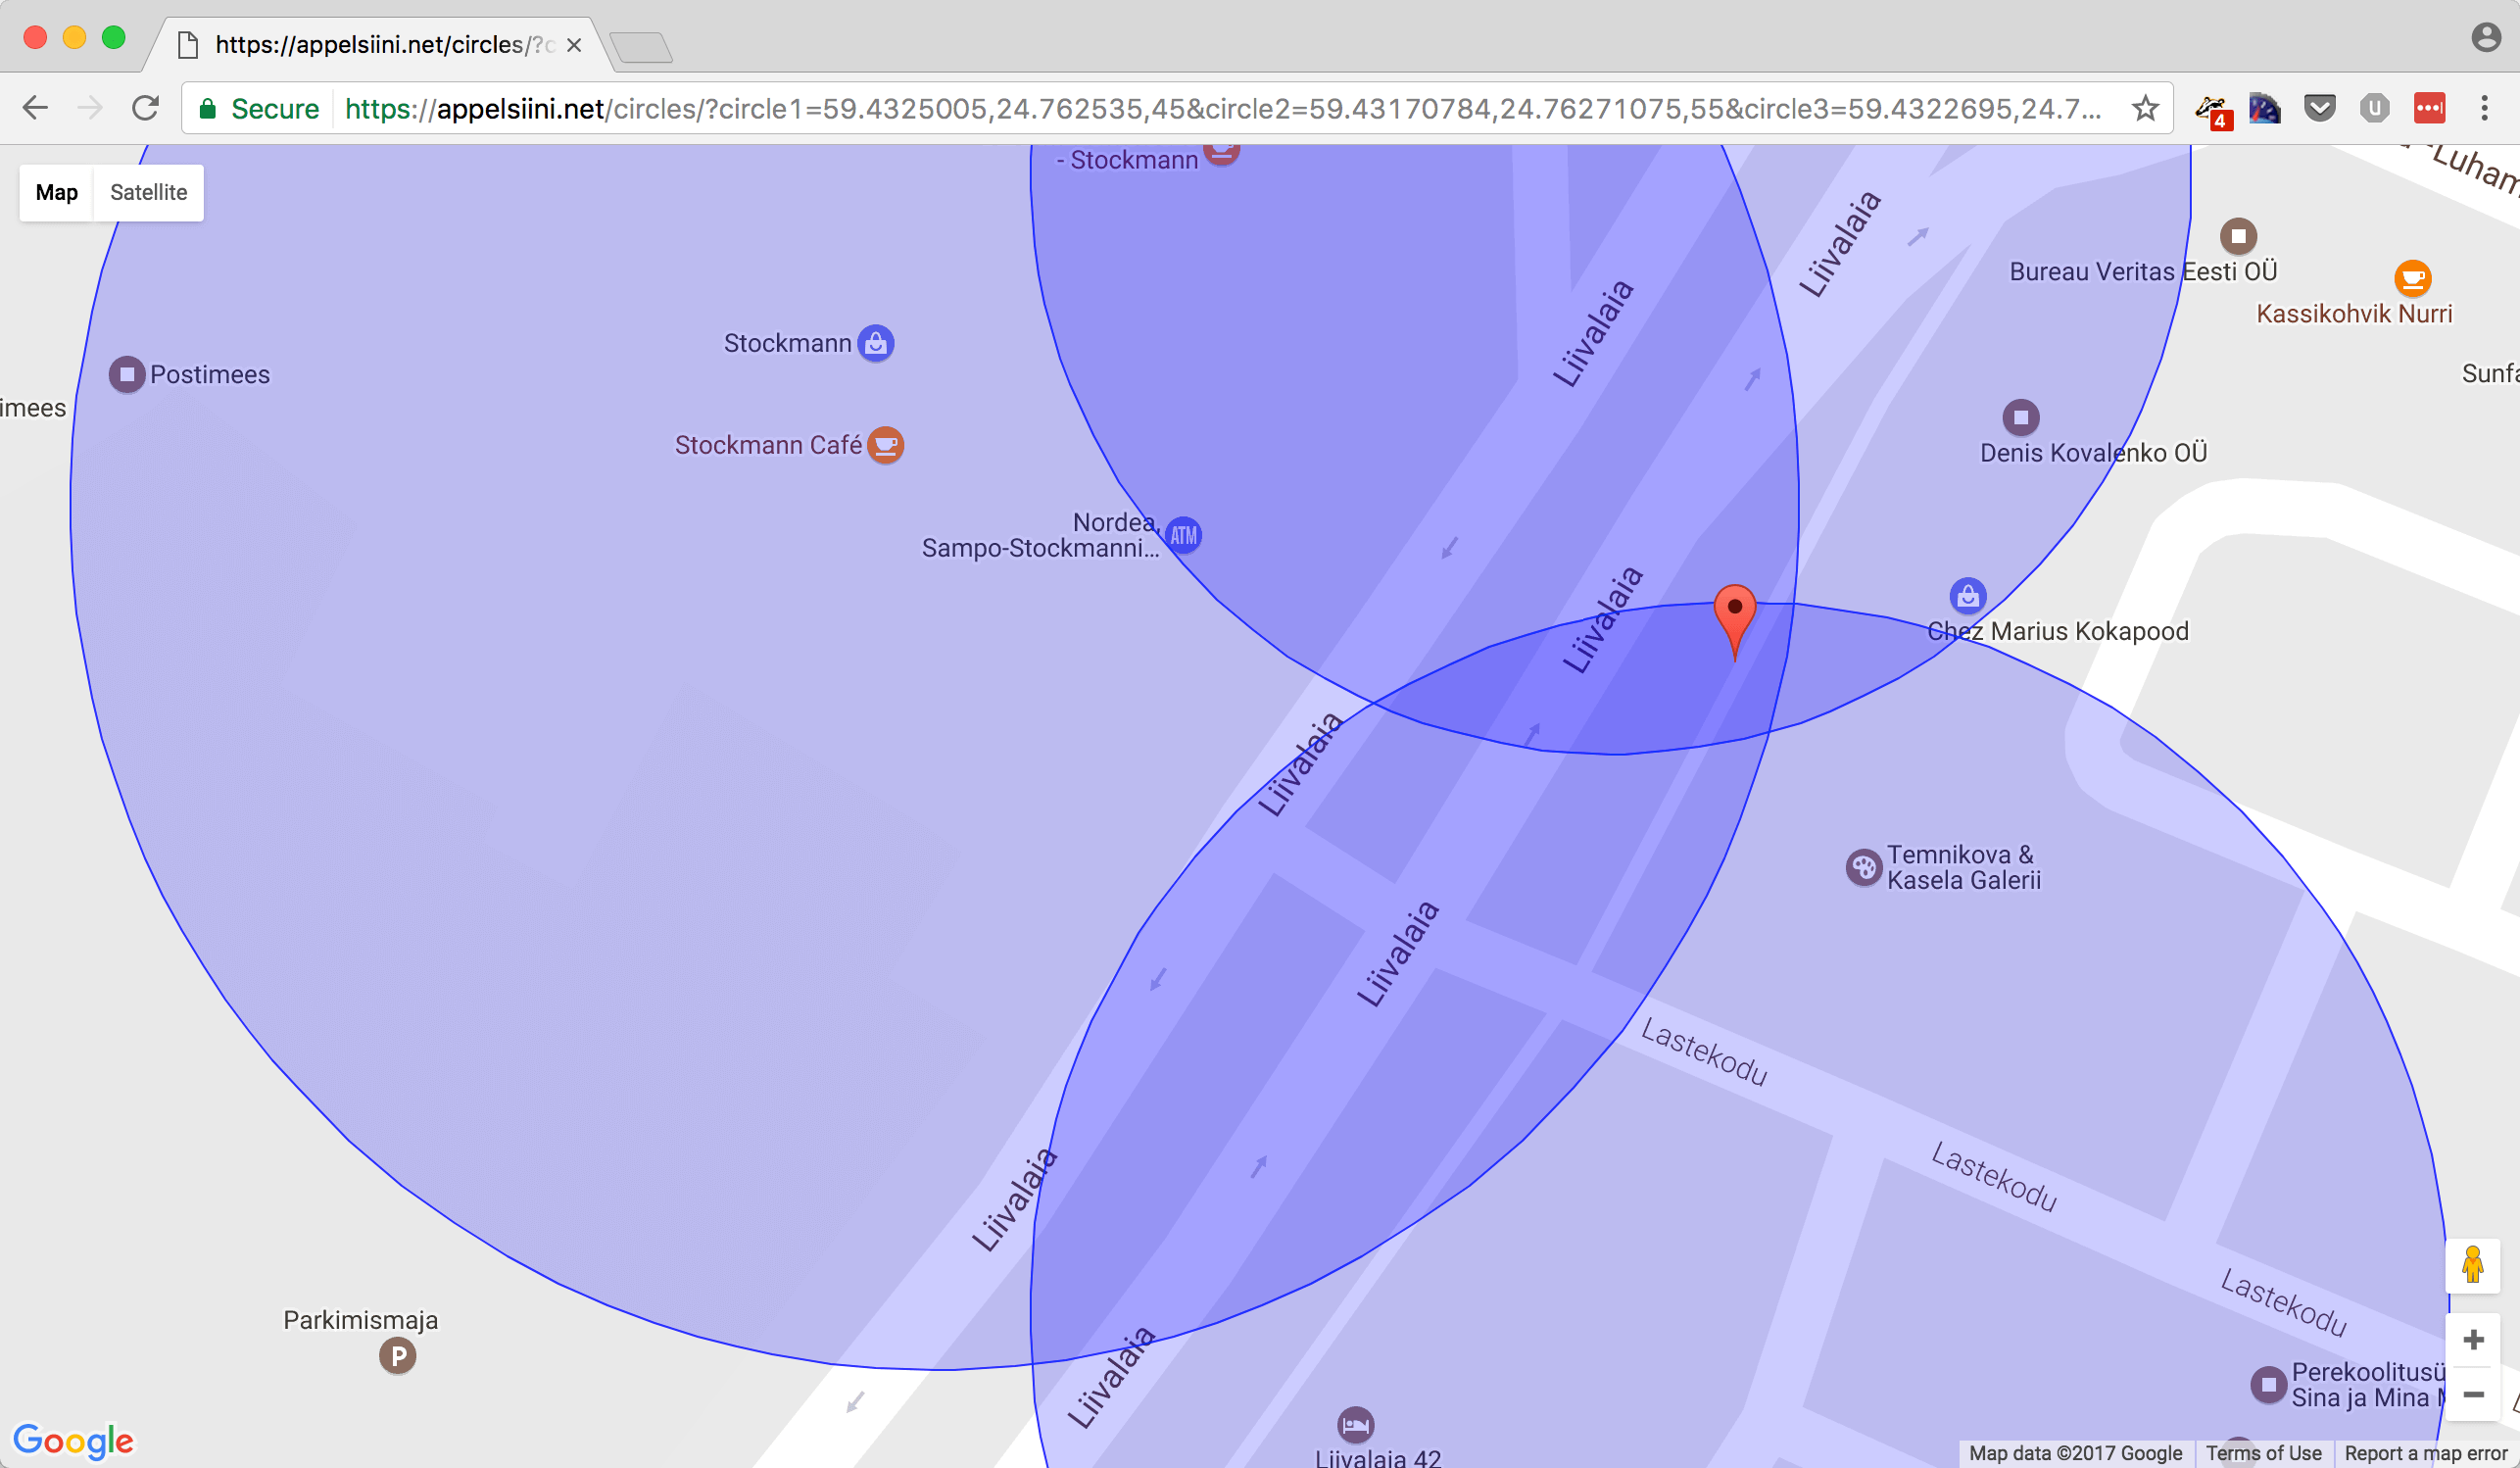 https://appelsiini.net/circles/?c
Secure
https://appelsiini.net/circles/?circle1=59.4325005,24.762535,45&circle2=59.43170784,24.76271075,55&circle3=59.4322695,24.7...
4
Map
Satellite
- Stockmann
Luham
Liivalaia
Liivalaia
Bureau Veritas Eesti OÜ
Kassikohvik Nurri
Stockmann
Postimees
imees
Sunfa
Stockmann Café
Denis Kovalenko OÜ
Nordea,
Sampo-Stockmanni...
ATM
Liivalaia
Chez Marius Kokapood
Liivalaia
Temnikova &
Kasela Galerii
Liivalaia
Lastekodu
Lastekodu
Liivalaia
Lastekodu
Parkimismaja
P
Liivalaia
Perekoolitusü
Sina ja Mina
Liivalaia 42
Google
Map data ©2017 Google
Terms of Use
Report a map error